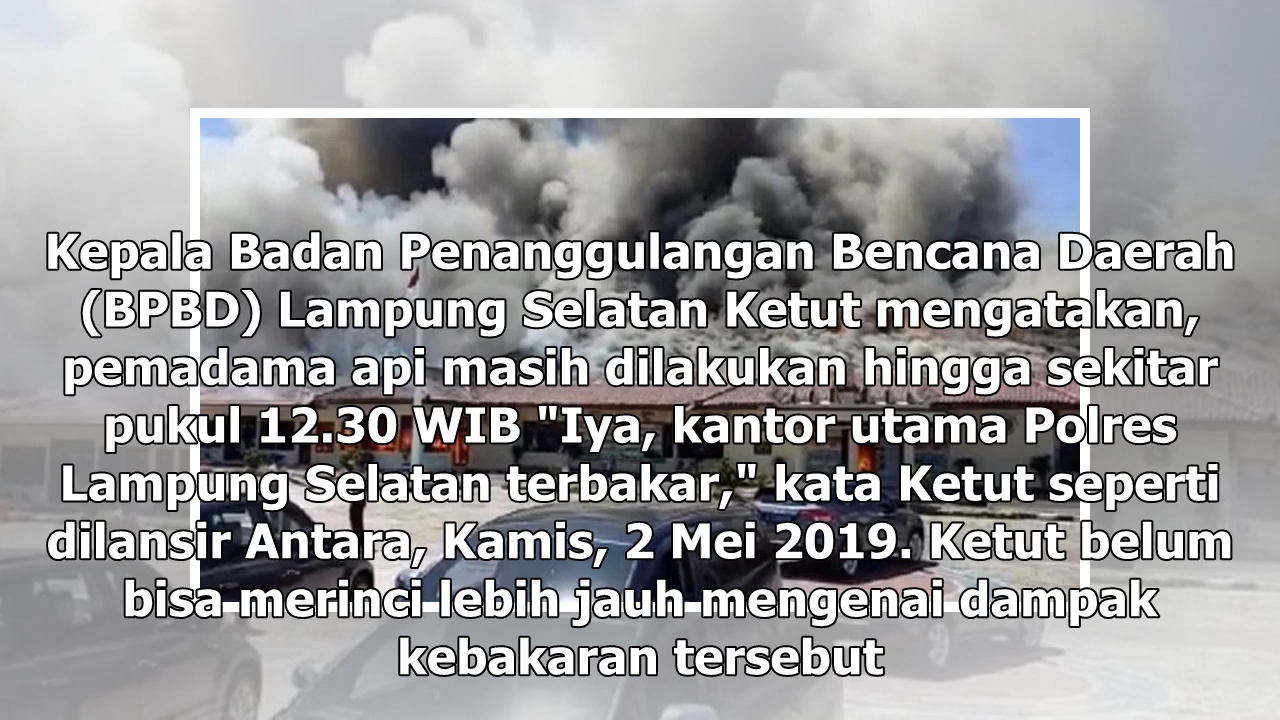 Kepala Badan Penanggulangan Bencana Daerah
(BPBD) Lampung Selatan Ketut mengatakan,
pemadama api masih dilakukan hingga sekitar
pukul 12.30 WIB "Iya, kantor utama Polres
Lampung Selatan terbakar," kata Ketut seperti
dilansir Antara, Kamis, 2 Mei 2019. Ketut belum
bisa merinci lebih jauh mengenai dampak
kebakaran tersebut